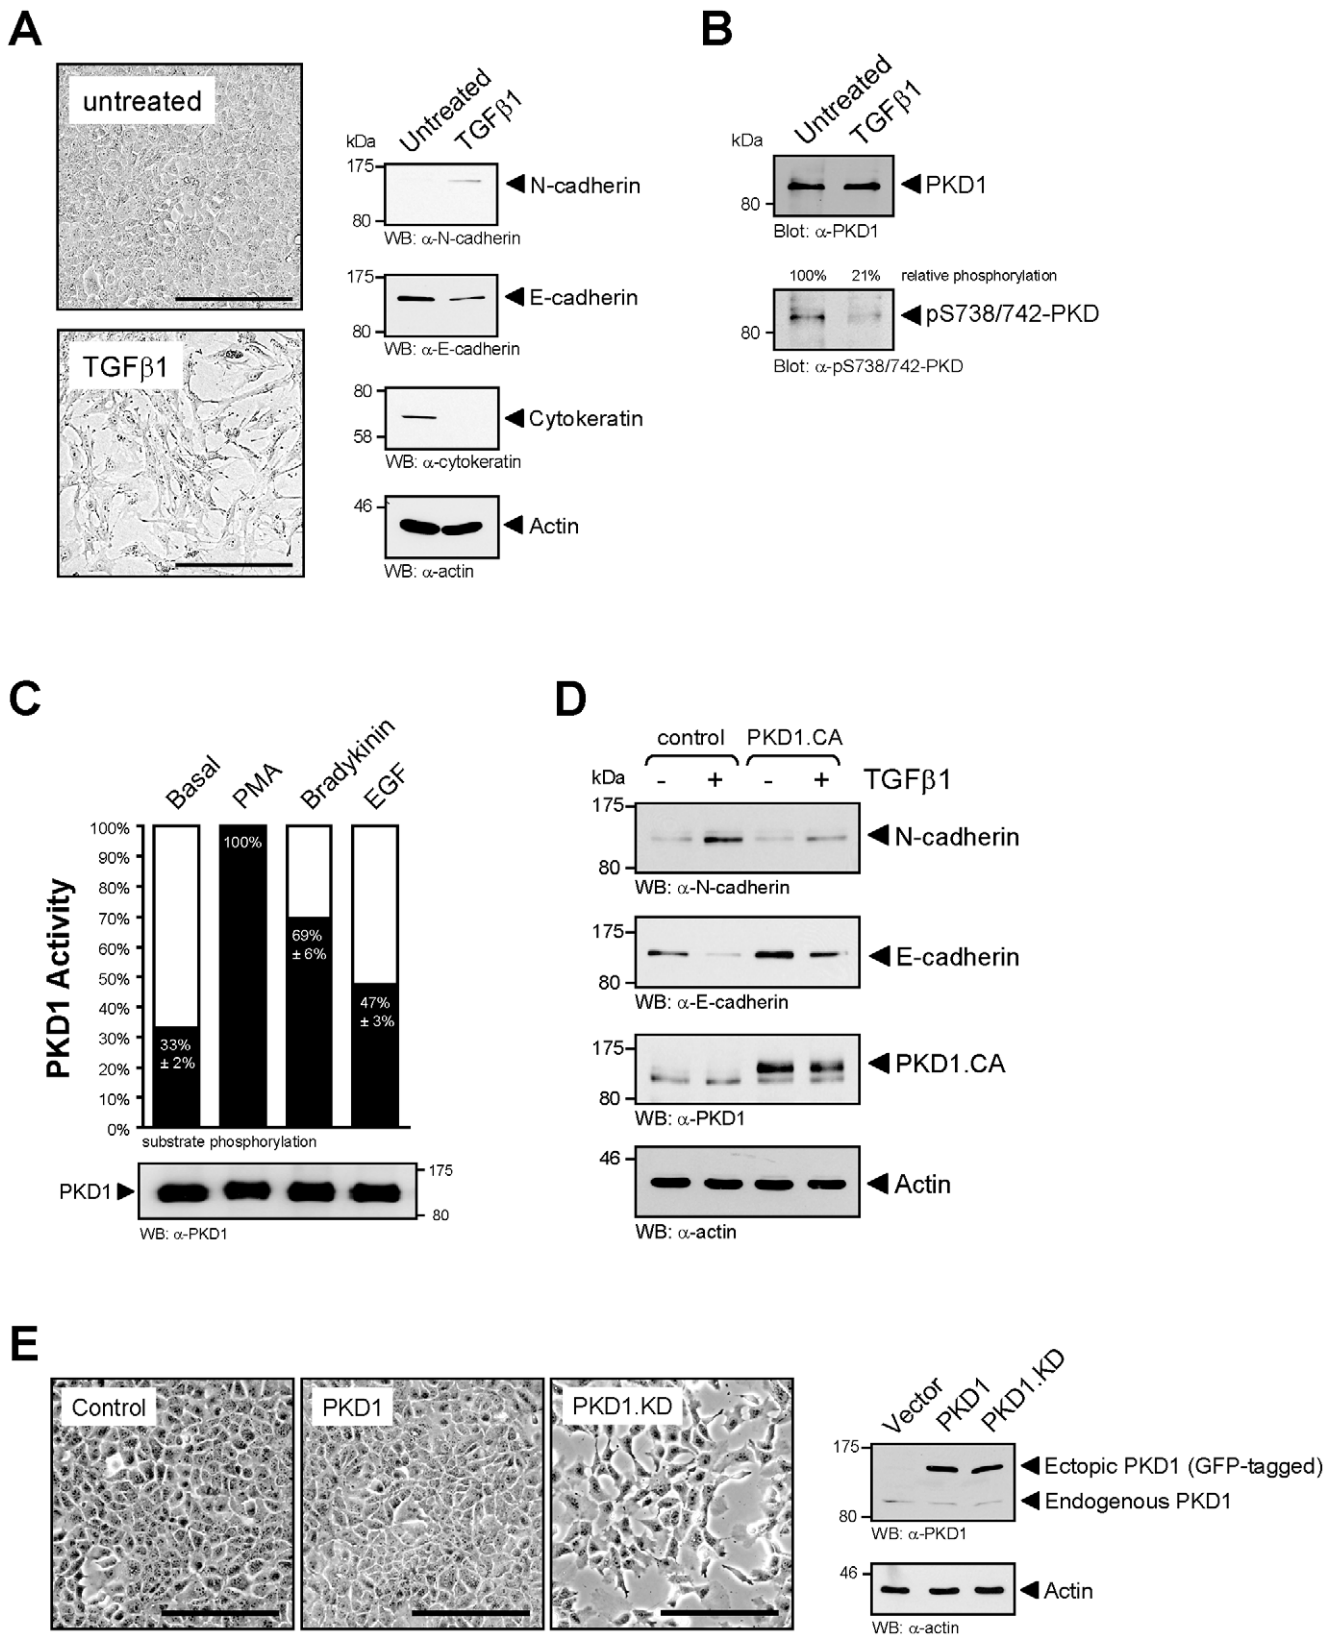 A
untreated
TGFβ1
kDa
Untreated
TGFβ1
175
80
N-cadherin
WB: α-N-cadherin
175
80
E-cadherin
WB: α-E-cadherin
80
58
Cytokeratin
WB: α-cytokeratin
46
Actin
WB: α-actin
B
kDa
Untreated
TGFβ1
80
PKD1
Blot: α-PKD1
100% 21% relative phosphorylation
80
pS738/742-PKD
Blot: α-pS738/742-PKD
C
Basal
PMA
Bradykinin
EGF
PKD1 Activity
100%
90%
80%
70%
60%
50%
40%
30%
20%
10%
0%
33%
± 2%
100%
69%
± 6%
47%
± 3%
substrate phosphorylation
PKD1
175
80
WB: α-PKD1
D
control PKD1.CA
kDa - + - + TGFβ1
175
80
N-cadherin
WB: α-N-cadherin
175
80
E-cadherin
WB: α-E-cadherin
175
80
PKD1.CA
WB: α-PKD1
46
Actin
WB: α-actin
E
Control
PKD1
PKD1.KD
Vector
PKD1
PKD1.KD
175
80
Ectopic PKD1 (GFP-tagged)
Endogenous PKD1
WB: α-PKD1
46
Actin
WB: α-actin